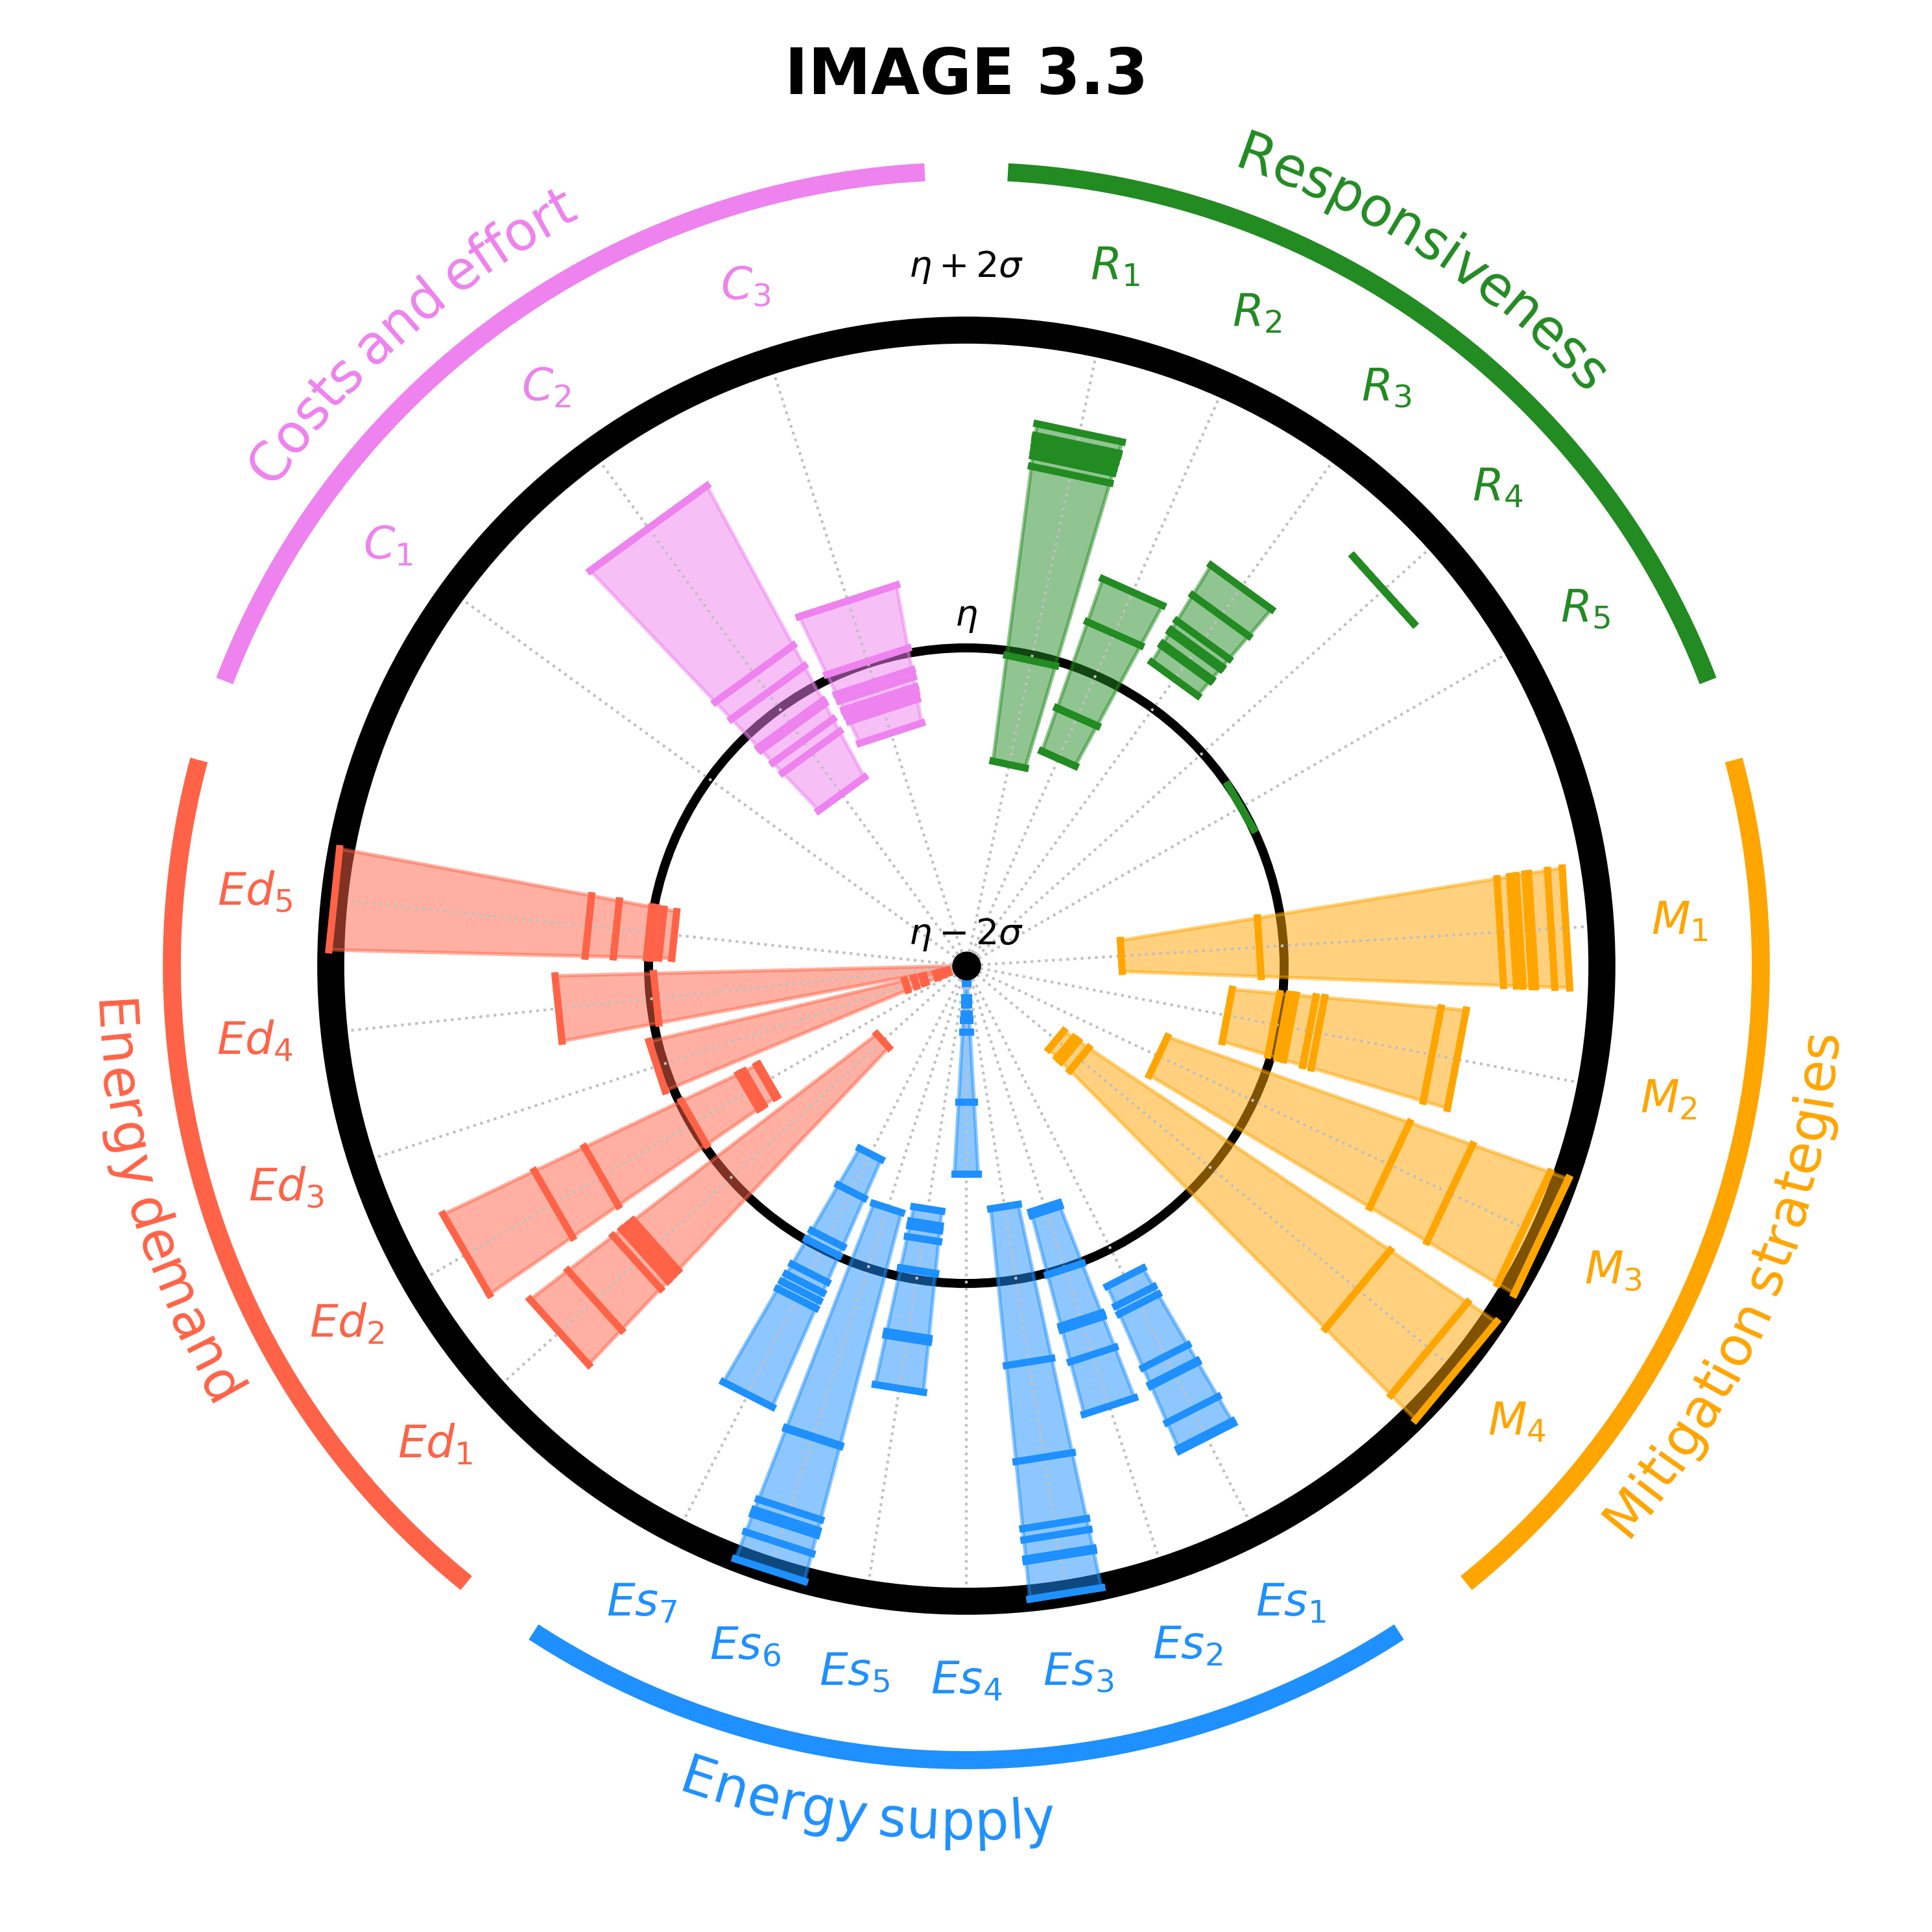 IMAGE 3.3
Responsiveness
Costs and effort
η + 2σ
R₁
C₃
R₂
C₂
R₃
R₄
C₁
R₅
η
Ed₅
M₁
η − 2σ
Ed₄
M₂
Ed₃
M₃
Ed₂
M₄
Ed₁
Energy demand
Mitigation strategies
Es₇
Es₆
Es₅
Es₄
Es₃
Es₂
Es₁
Energy supply